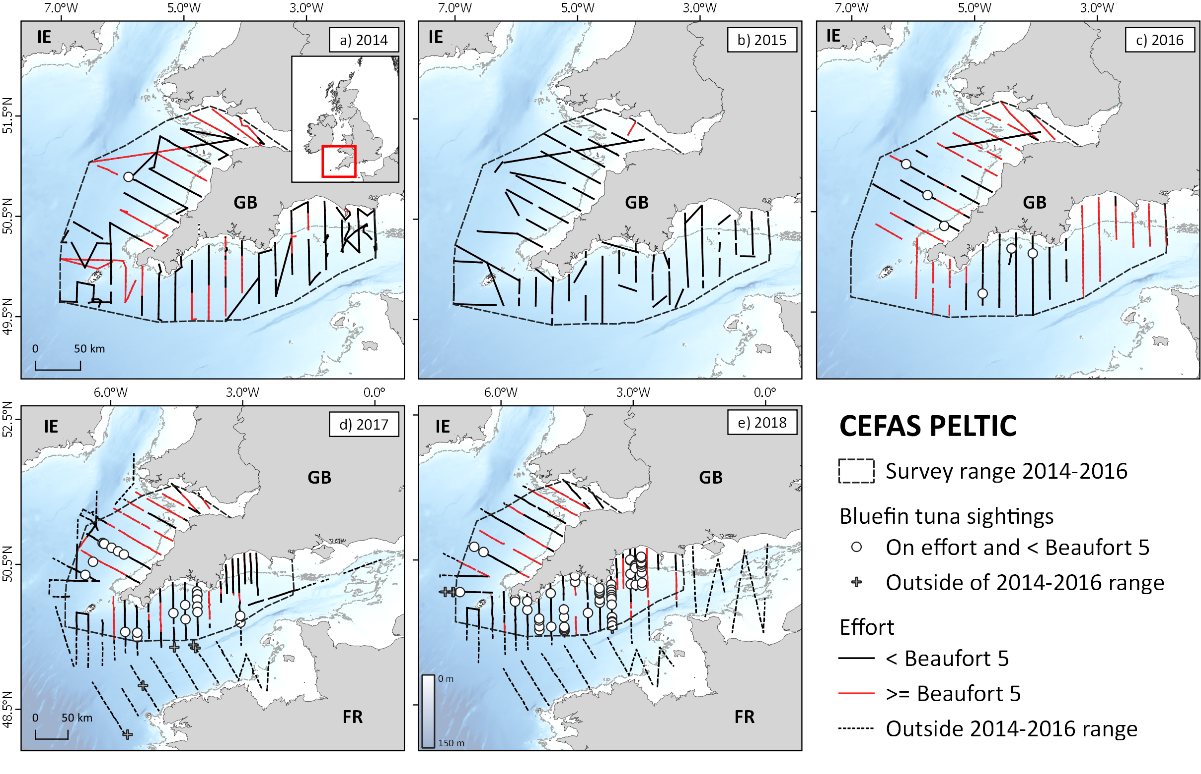 7.0°W 5.0°W 3.0°W 7.0°W 5.0°W 3.0°W 7.0°W 5.0°W 3.0°W
IE a) 2014 IE b) 2015 IE c) 2016
51.5°N
GB GB GB
50.5°N
49.5°N
0 50 km
6.0°W 3.0°W 0.0° 6.0°W 3.0°W 0.0°
52.5°N
IE d) 2017 IE e) 2018
GB GB
50.5°N
48.5°N
0 50 km
FR
0 m
150 m
FR
CEFAS PELTIC
Survey range 2014-2016
Bluefin tuna sightings
On effort and < Beaufort 5
Outside of 2014-2016 range
Effort
< Beaufort 5
>= Beaufort 5
Outside 2014-2016 range